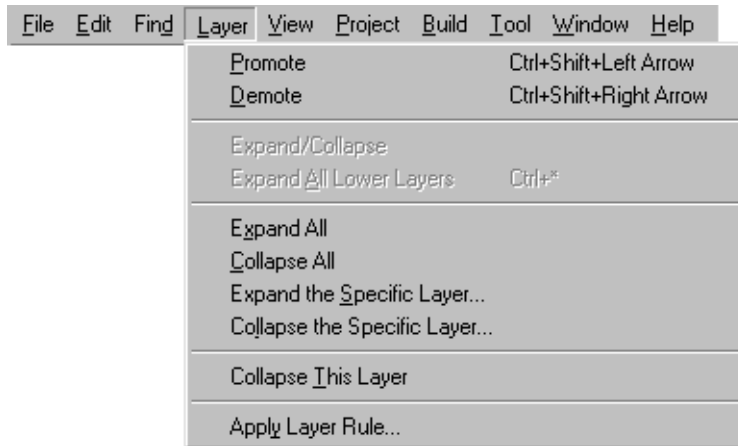 File Edit Find Layer View Project Build Tool Window Help
Promote Ctrl+Shift+Left Arrow
Demote Ctrl+Shift+Right Arrow
Expand/Collapse
Expand All Lower Layers Ctrl+*
Expand All
Collapse All
Expand the Specific Layer...
Collapse the Specific Layer...
Collapse This Layer
Apply Layer Rule...